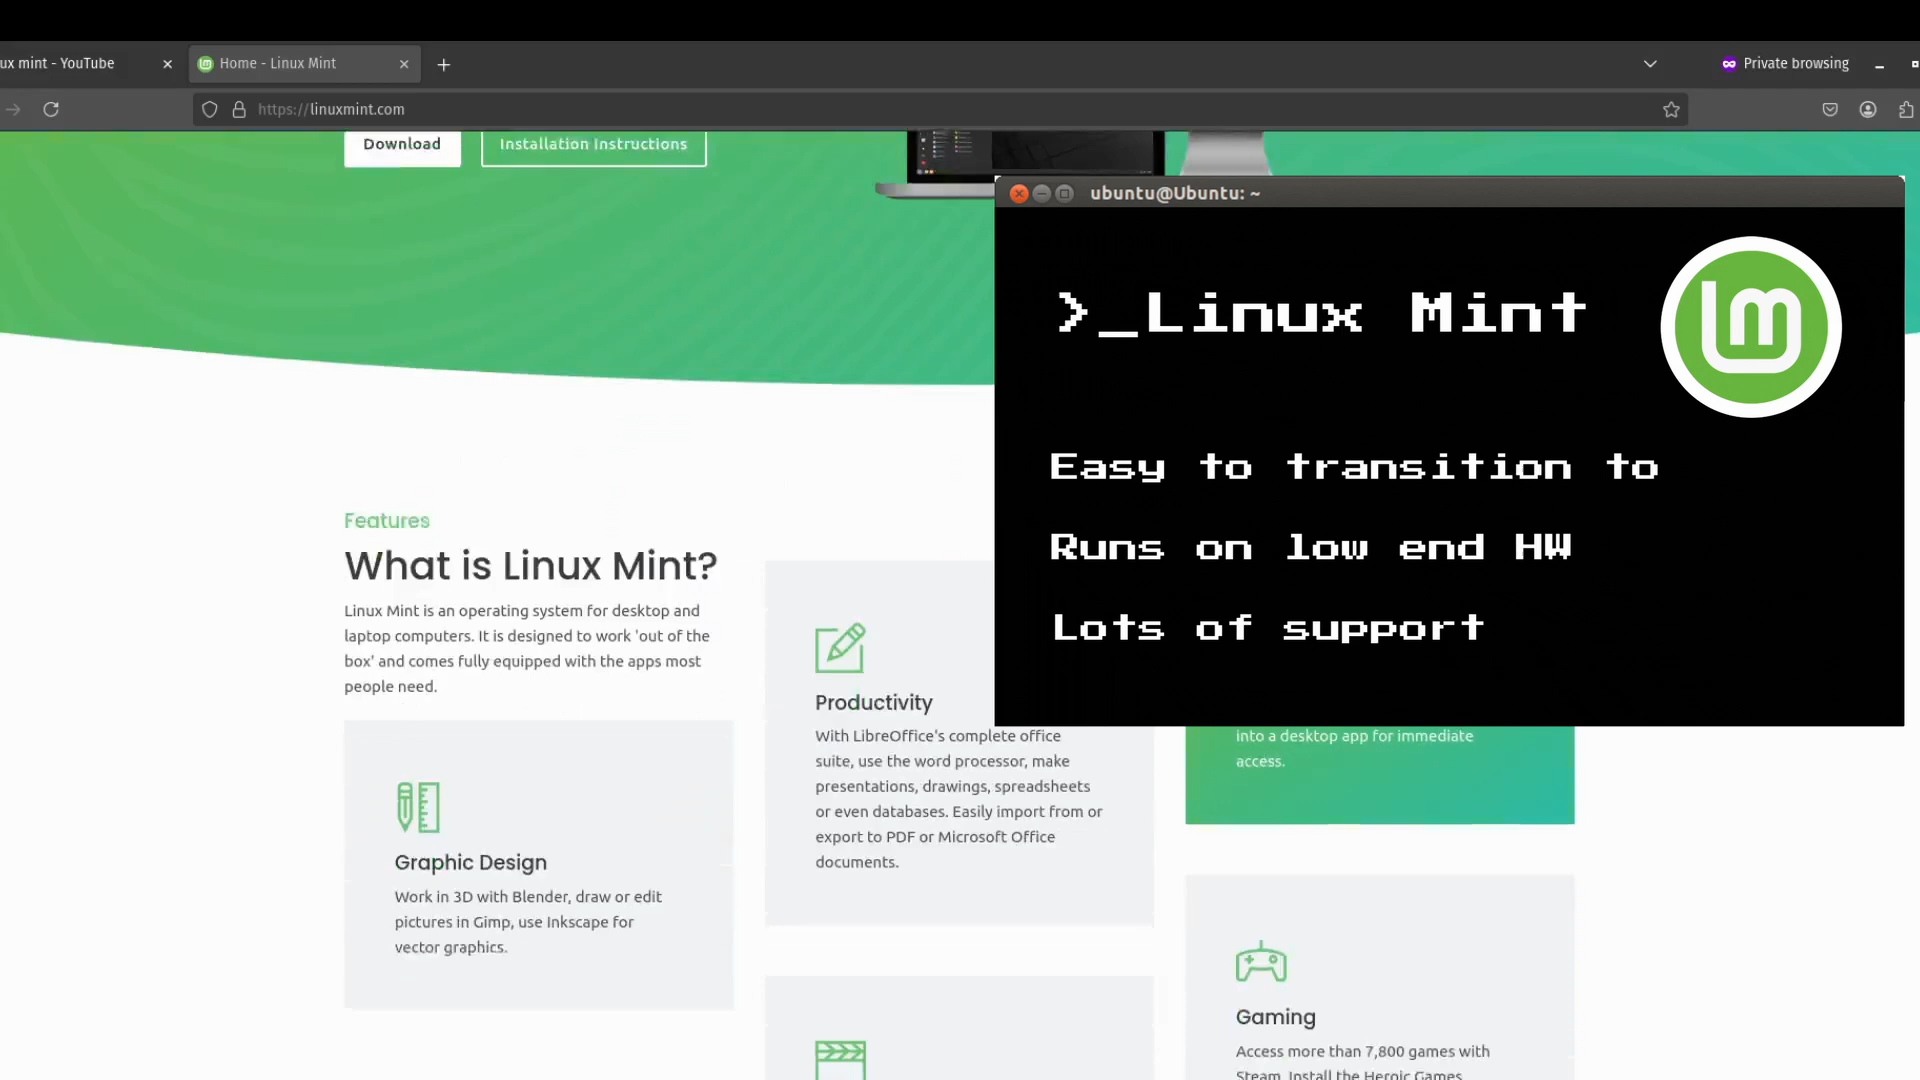 ux mint - YouTube
Home - Linux Mint
Private browsing
https://linuxmint.com
Download
Installation Instructions
ubuntu@Ubuntu: ~
>_Linux Mint
lm
Easy to transition to
Runs on low end HW
Lots of support
Features
What is Linux Mint?
Linux Mint is an operating system for desktop and
laptop computers. It is designed to work 'out of the
box' and comes fully equipped with the apps most
people need.
Graphic Design
Work in 3D with Blender, draw or edit
pictures in Gimp, use Inkscape for
vector graphics.
Productivity
With LibreOffice's complete office
suite, use the word processor, make
presentations, drawings, spreadsheets
or even databases. Easily import from or
export to PDF or Microsoft Office
documents.
into a desktop app for immediate
access.
Gaming
Access more than 7,800 games with
Steam. Install the Heroic Games